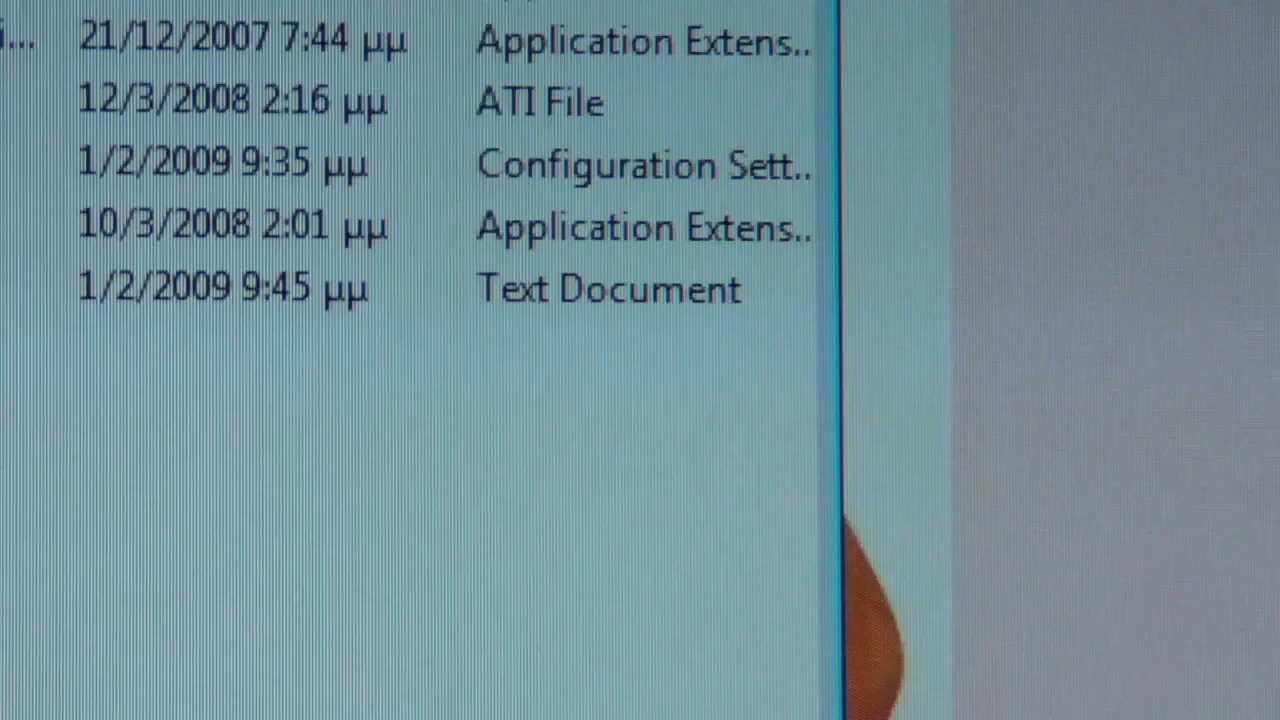 ...
21/12/2007 7:44 μμ Application Extens..
12/3/2008 2:16 μμ ATI File
1/2/2009 9:35 μμ Configuration Sett..
10/3/2008 2:01 μμ Application Extens..
1/2/2009 9:45 μμ Text Document